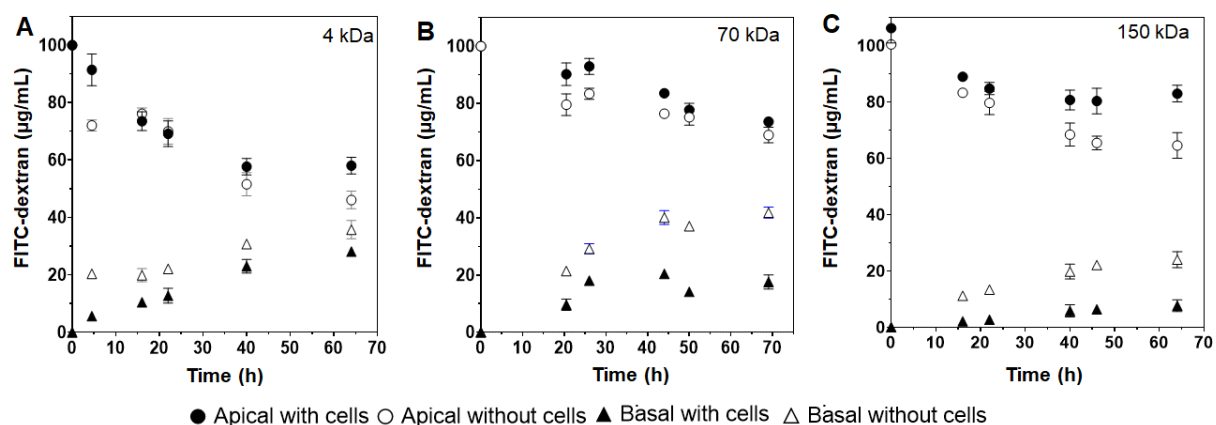 A 4 kDa
FITC-dextran (µg/mL)
100
80
60
40
20
0
0 10 20 30 40 50 60 70
Time (h)
B 70 kDa
FITC-dextran (µg/mL)
100
80
60
40
20
0
0 10 20 30 40 50 60 70
Time (h)
C 150 kDa
FITC-dextran (µg/mL)
100
80
60
40
20
0
0 10 20 30 40 50 60 70
Time (h)
Apical with cells Apical without cells Basal with cells Basal without cells